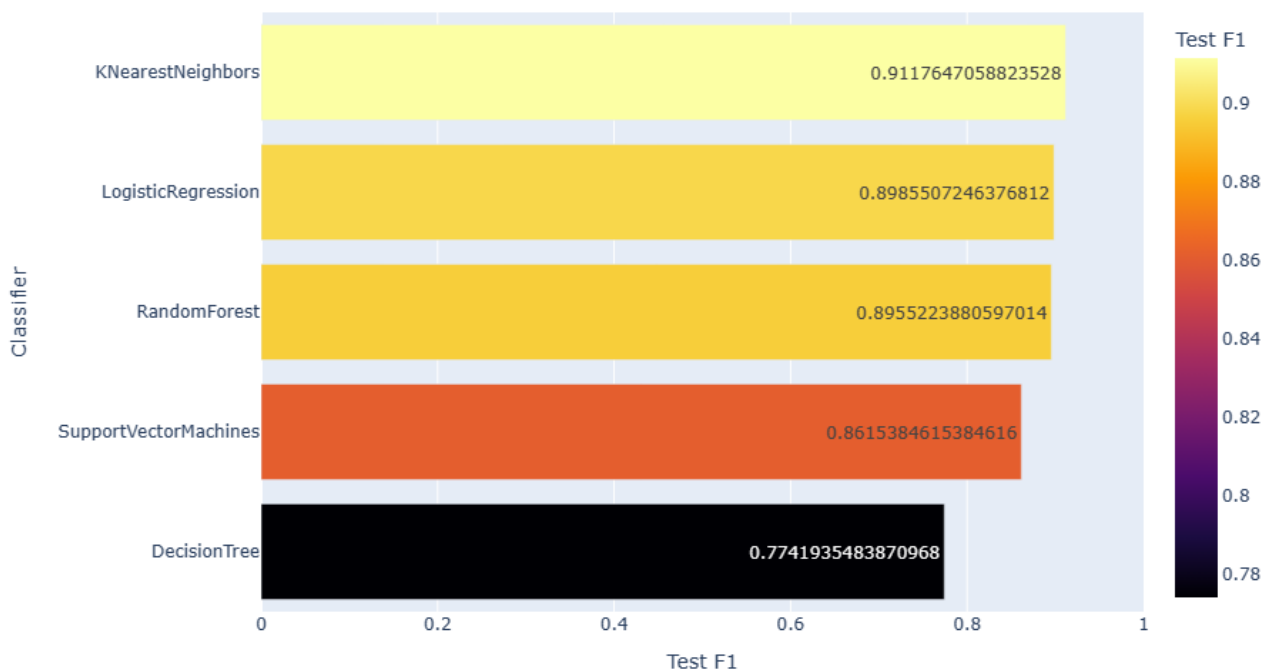 Test F1
KNearestNeighbors
0.9117647058823528
0.9
LogisticRegression
0.8985507246376812
0.88
0.86
Classifier
RandomForest
0.8955223880597014
0.84
SupportVectorMachines
0.8615384615384616
0.82
0.8
DecisionTree
0.7741935483870968
0.78
0 0.2 0.4 0.6 0.8 1
Test F1